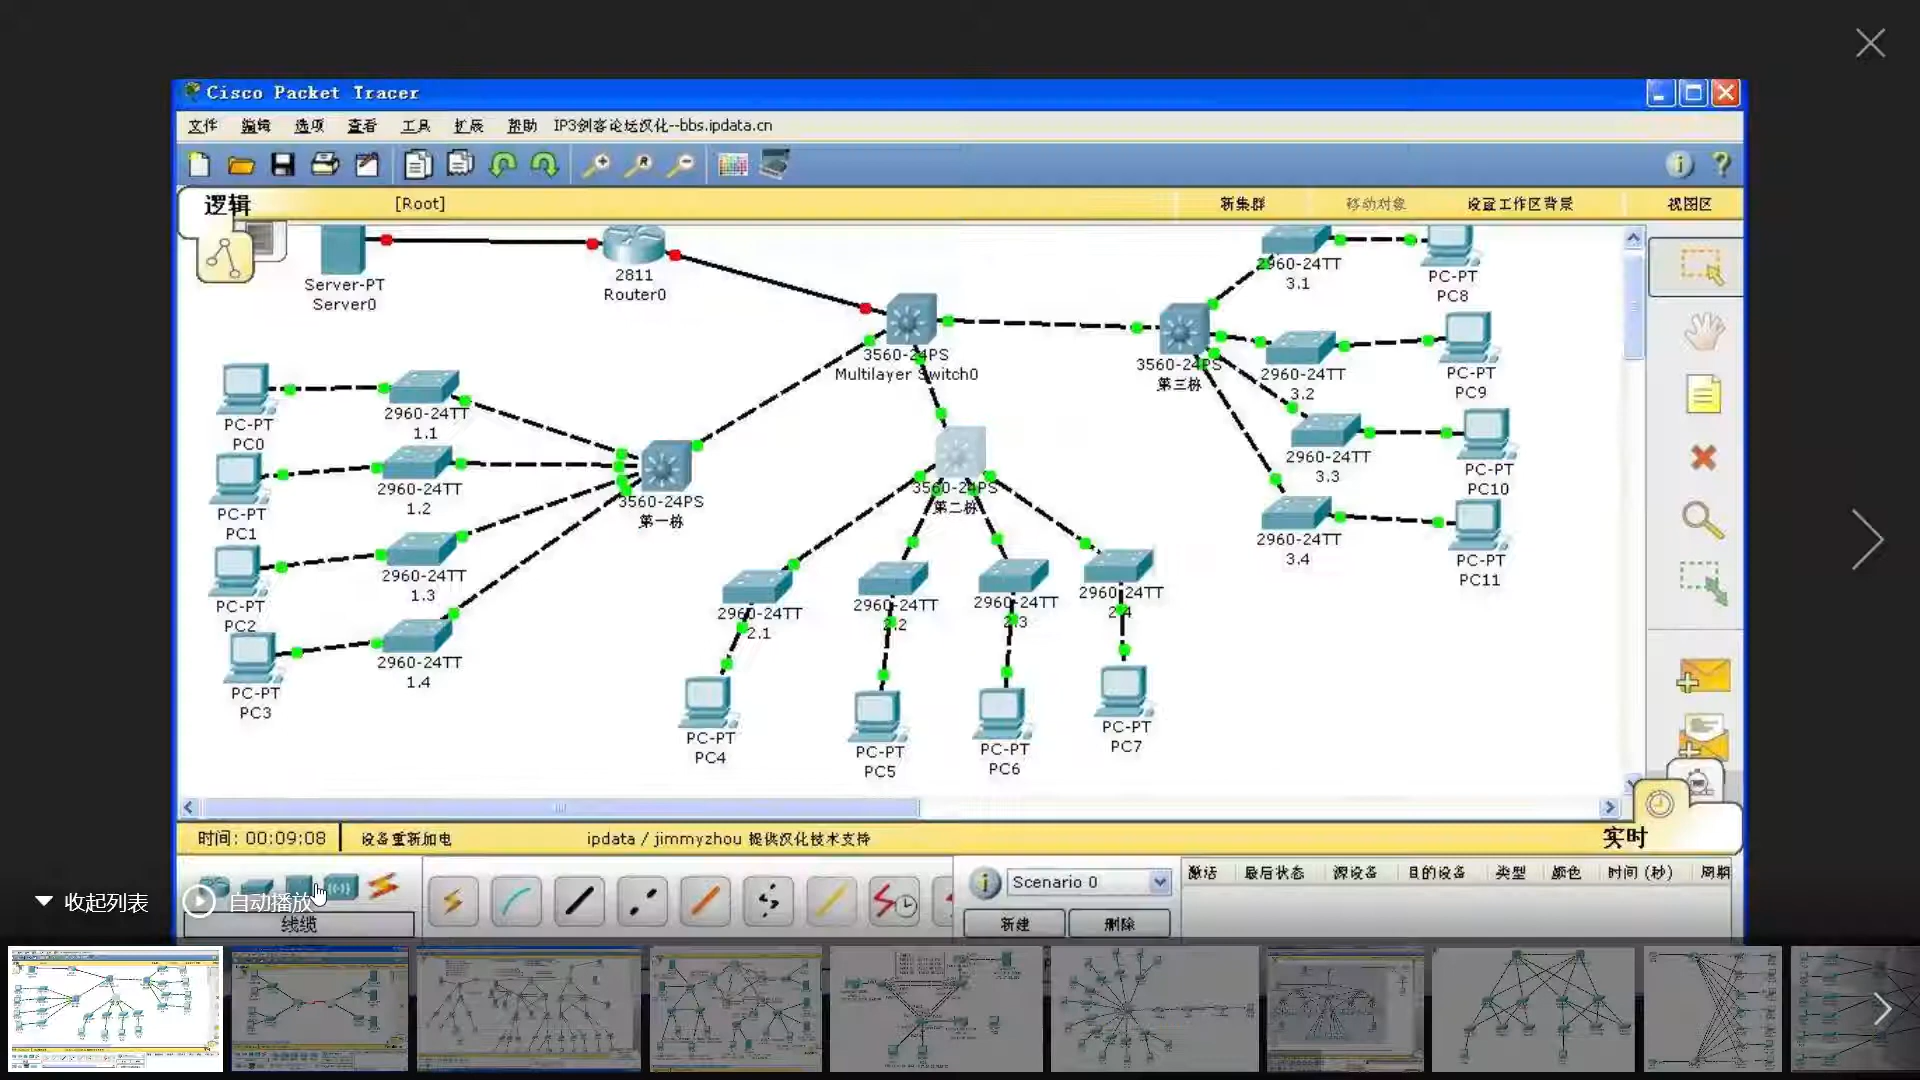 Cisco Packet Tracer
文件 编辑 选项 查看 工具 扩展 帮助 IP3创客论坛汉化--bbs.ipdata.cn
逻辑 [Root] 新集群 移动对象 设置工作区背景 视图区
Server-PT
Server0
2811
Router0
3560-24PS
Multilayer Switch0
2960-24TT
3.1
PC-PT
PC8
3560-24PS
第三栋
2960-24TT
3.2
PC-PT
PC9
2960-24TT
3.3
PC-PT
PC10
2960-24TT
3.4
PC-PT
PC11
PC-PT
PC0
2960-24TT
1.1
PC-PT
PC1
2960-24TT
1.2
3560-24PS
第一栋
PC-PT
PC2
2960-24TT
1.3
PC-PT
PC3
2960-24TT
1.4
3560-24PS
第二栋
2960-24TT
2.1
2960-24TT
2.2
2960-24TT
2.3
2960-24TT
2.4
PC-PT
PC4
PC-PT
PC5
PC-PT
PC6
PC-PT
PC7
时间: 00:09:08 设备重新加电 ipdata / jimmyzhou 提供汉化技术支持 实时
Scenario 0
新建 删除
激活 最后状态 源设备 目的设备 类型 颜色 时间(秒) 周期
收起列表 自动播放
线缆